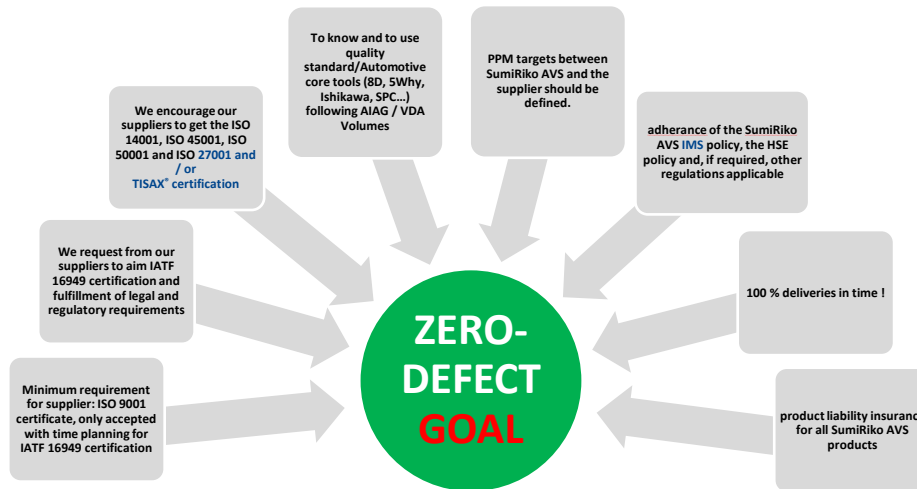 To know and to use
quality
standard/Automotive
core tools (8D, 5Why,
Ishikawa, SPC...)
following AIAG / VDA
Volumes
PPM targets between
SumiRiko AVS and the
supplier should be
defined.
We encourage our
suppliers to get the ISO
14001, ISO 45001, ISO
50001 and ISO 27001 and
/ or
TISAX® certification
adherance of the SumiRiko
AVS IMS policy, the HSE
policy and, if required, other
regulations applicable
We request from our
suppliers to aim IATF
16949 certification and
fulfillment of legal and
regulatory requirements
100 % deliveries in time !
Minimum requirement
for supplier: ISO 9001
certificate, only accepted
with time planning for
IATF 16949 certification
product liability insuranc
for all SumiRiko AVS
products
ZERO-
DEFECT
GOAL